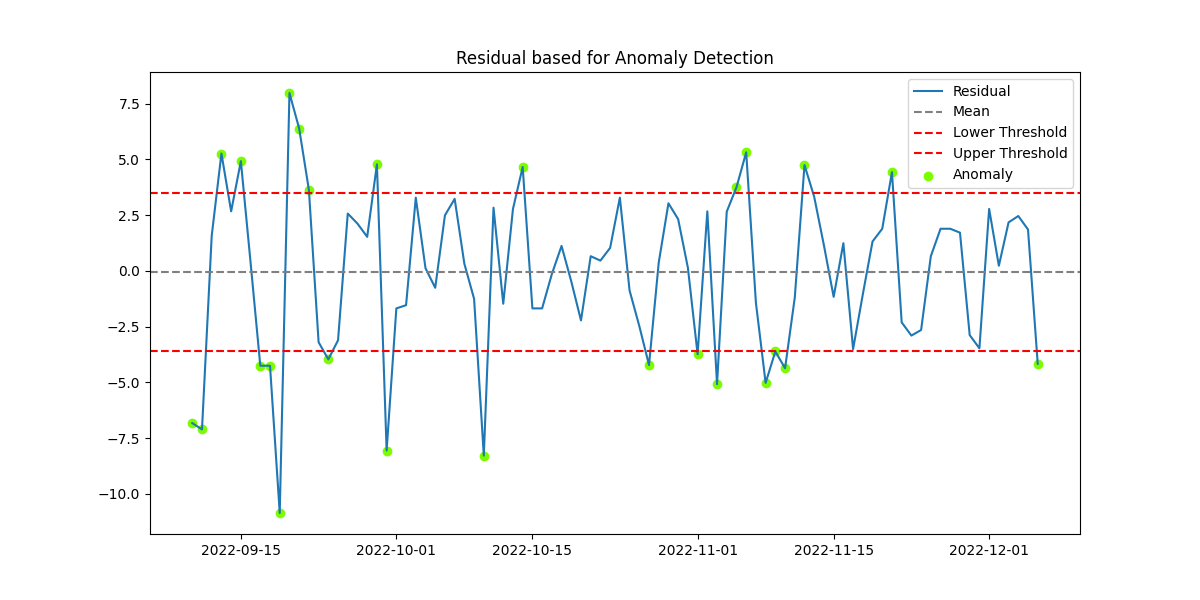 Residual based for Anomaly Detection
Residual
Mean
Lower Threshold
Upper Threshold
Anomaly
7.5
5.0
2.5
0.0
−2.5
−5.0
−7.5
−10.0
2022-09-15
2022-10-01
2022-10-15
2022-11-01
2022-11-15
2022-12-01